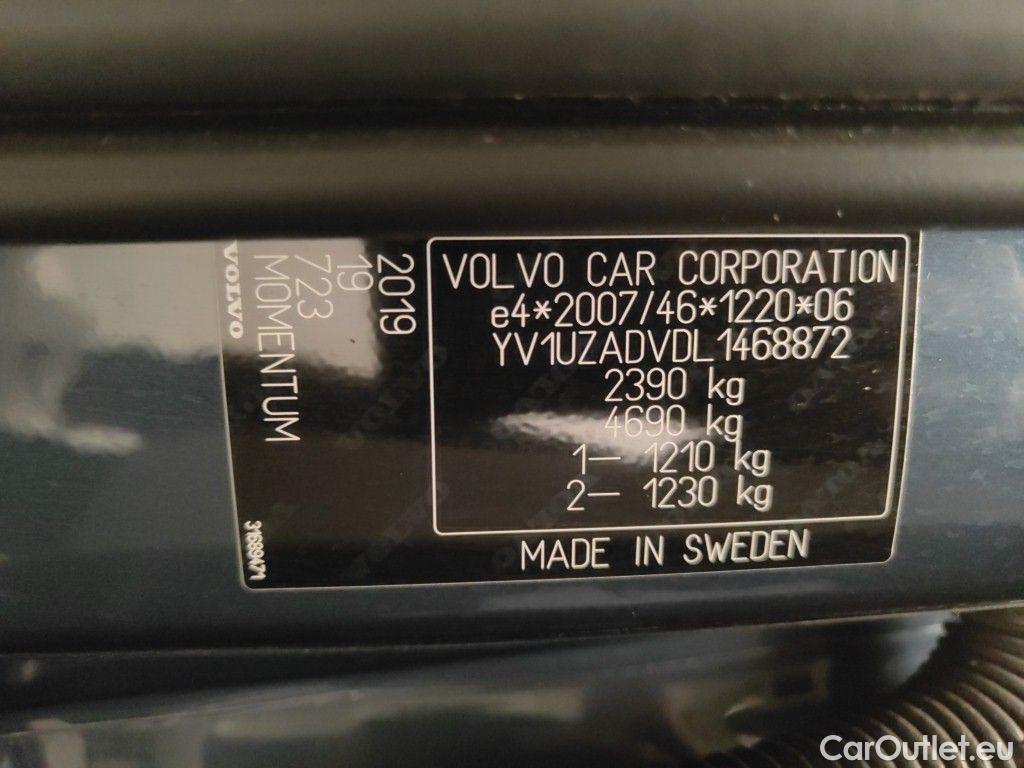 VOLVO CAR CORPORATION
e4*2007/46*1220*06
YV1UZADVDL1468872
2390 kg
4690 kg
1— 1210 kg
2— 1230 kg
MADE IN SWEDEN
2019
19
723
MOMENTUM
VOLVO
31689471
CarOutlet.eu